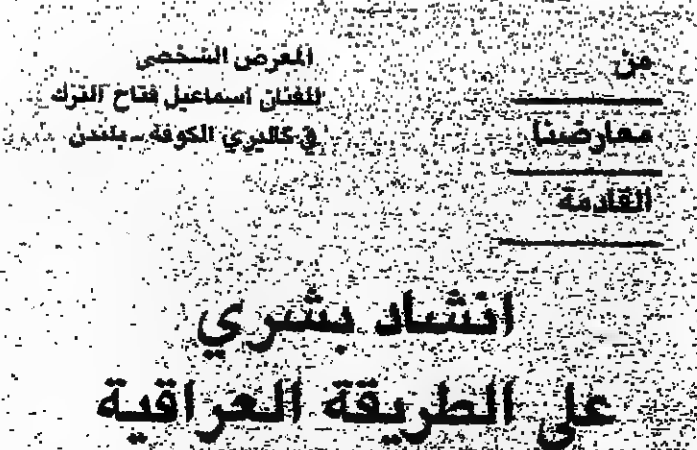 من
معارضنا
القادمة
المعرض الشخصي
للفنان اسماعيل فتاح الترك
في كاليري الكوفة ـ بلندن
انشاد بشري
على الطريقة العراقية